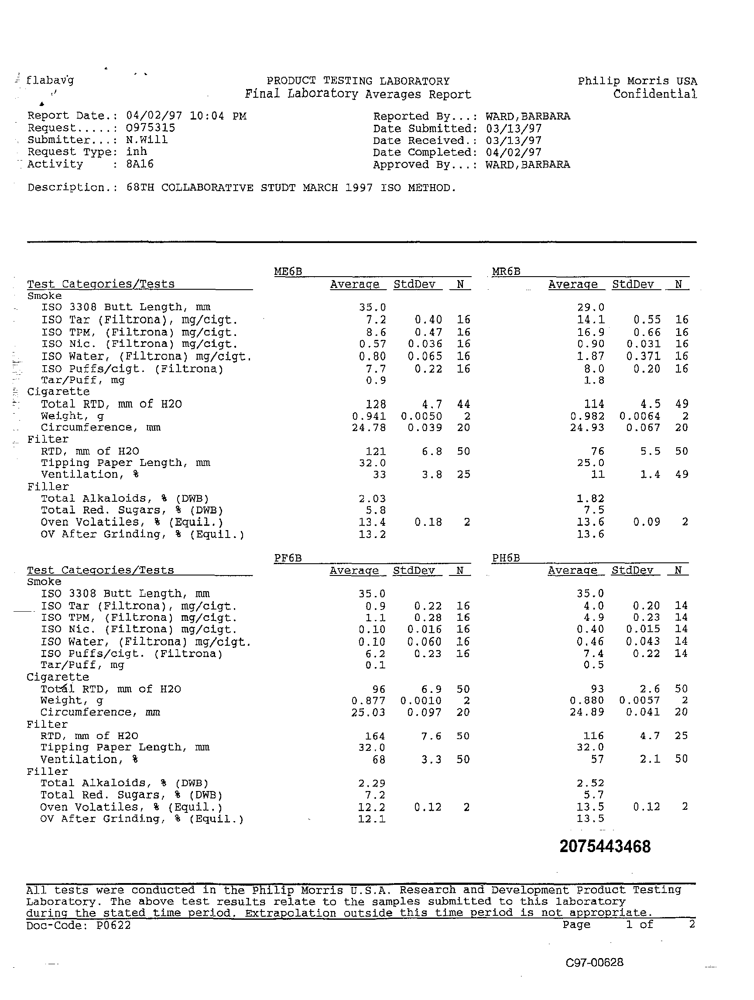 flabavg PRODUCT TESTING LABORATORY Philip Morris USA
Final Laboratory Averages Report Confidential
Report Date.: 04/02/97 10:04 PM Reported By...: WARD,BARBARA
Request.....: 0975315 Date Submitted: 03/13/97
Submitter...: N.Will Date Received.: 03/13/97
Request Type: inh Date Completed: 04/02/97
Activity : 8A16 Approved By...: WARD,BARBARA
Description.: 68TH COLLABORATIVE STUDT MARCH 1997 ISO METHOD.
ME6B MR6B
Test Categories/Tests Average StdDev N Average StdDev N
Smoke
ISO 3308 Butt Length, mm 35.0 29.0
ISO Tar (Filtrona), mg/cigt. 7.2 0.40 16 14.1 0.55 16
ISO TPM, (Filtrona) mg/cigt. 8.6 0.47 16 16.9 0.66 16
ISO Nic. (Filtrona) mg/cigt. 0.57 0.036 16 0.90 0.031 16
ISO Water, (Filtrona) mg/cigt. 0.80 0.065 16 1.87 0.371 16
ISO Puffs/cigt. (Filtrona) 7.7 0.22 16 8.0 0.20 16
Tar/Puff, mg 0.9 1.8
Cigarette
Total RTD, mm of H2O 128 4.7 44 114 4.5 49
Weight, g 0.941 0.0050 2 0.982 0.0064 2
Circumference, mm 24.78 0.039 20 24.93 0.067 20
Filter
RTD, mm of H2O 121 6.8 50 76 5.5 50
Tipping Paper Length, mm 32.0 25.0
Ventilation, % 33 3.8 25 11 1.4 49
Filler
Total Alkaloids, % (DWB) 2.03 1.82
Total Red. Sugars, % (DWB) 5.8 7.5
Oven Volatiles, % (Equil.) 13.4 0.18 2 13.6 0.09 2
OV After Grinding, % (Equil.) 13.2 13.6
PF6B PH6B
Test Categories/Tests Average StdDev N Average StdDev N
Smoke
ISO 3308 Butt Length, mm 35.0 35.0
ISO Tar (Filtrona), mg/cigt. 0.9 0.22 16 4.0 0.20 14
ISO TPM, (Filtrona) mg/cigt. 1.1 0.28 16 4.9 0.23 14
ISO Nic. (Filtrona) mg/cigt. 0.10 0.016 16 0.40 0.015 14
ISO Water, (Filtrona) mg/cigt. 0.10 0.060 16 0.46 0.043 14
ISO Puffs/cigt. (Filtrona) 6.2 0.23 16 7.4 0.22 14
Tar/Puff, mg 0.1 0.5
Cigarette
Total RTD, mm of H2O 96 6.9 50 93 2.6 50
Weight, g 0.877 0.0010 2 0.880 0.0057 2
Circumference, mm 25.03 0.097 20 24.89 0.041 20
Filter
RTD, mm of H2O 164 7.6 50 116 4.7 25
Tipping Paper Length, mm 32.0 32.0
Ventilation, % 68 3.3 50 57 2.1 50
Filler
Total Alkaloids, % (DWB) 2.29 2.52
Total Red. Sugars, % (DWB) 7.2 5.7
Oven Volatiles, % (Equil.) 12.2 0.12 2 13.5 0.12 2
OV After Grinding, % (Equil.) 12.1 13.5
2075443468
All tests were conducted in the Philip Morris U.S.A. Research and Development Product Testing
Laboratory. The above test results relate to the samples submitted to this laboratory
during the stated time period. Extrapolation outside this time period is not appropriate.
Doc-Code: P0622 Page 1 of 2
C97-00628